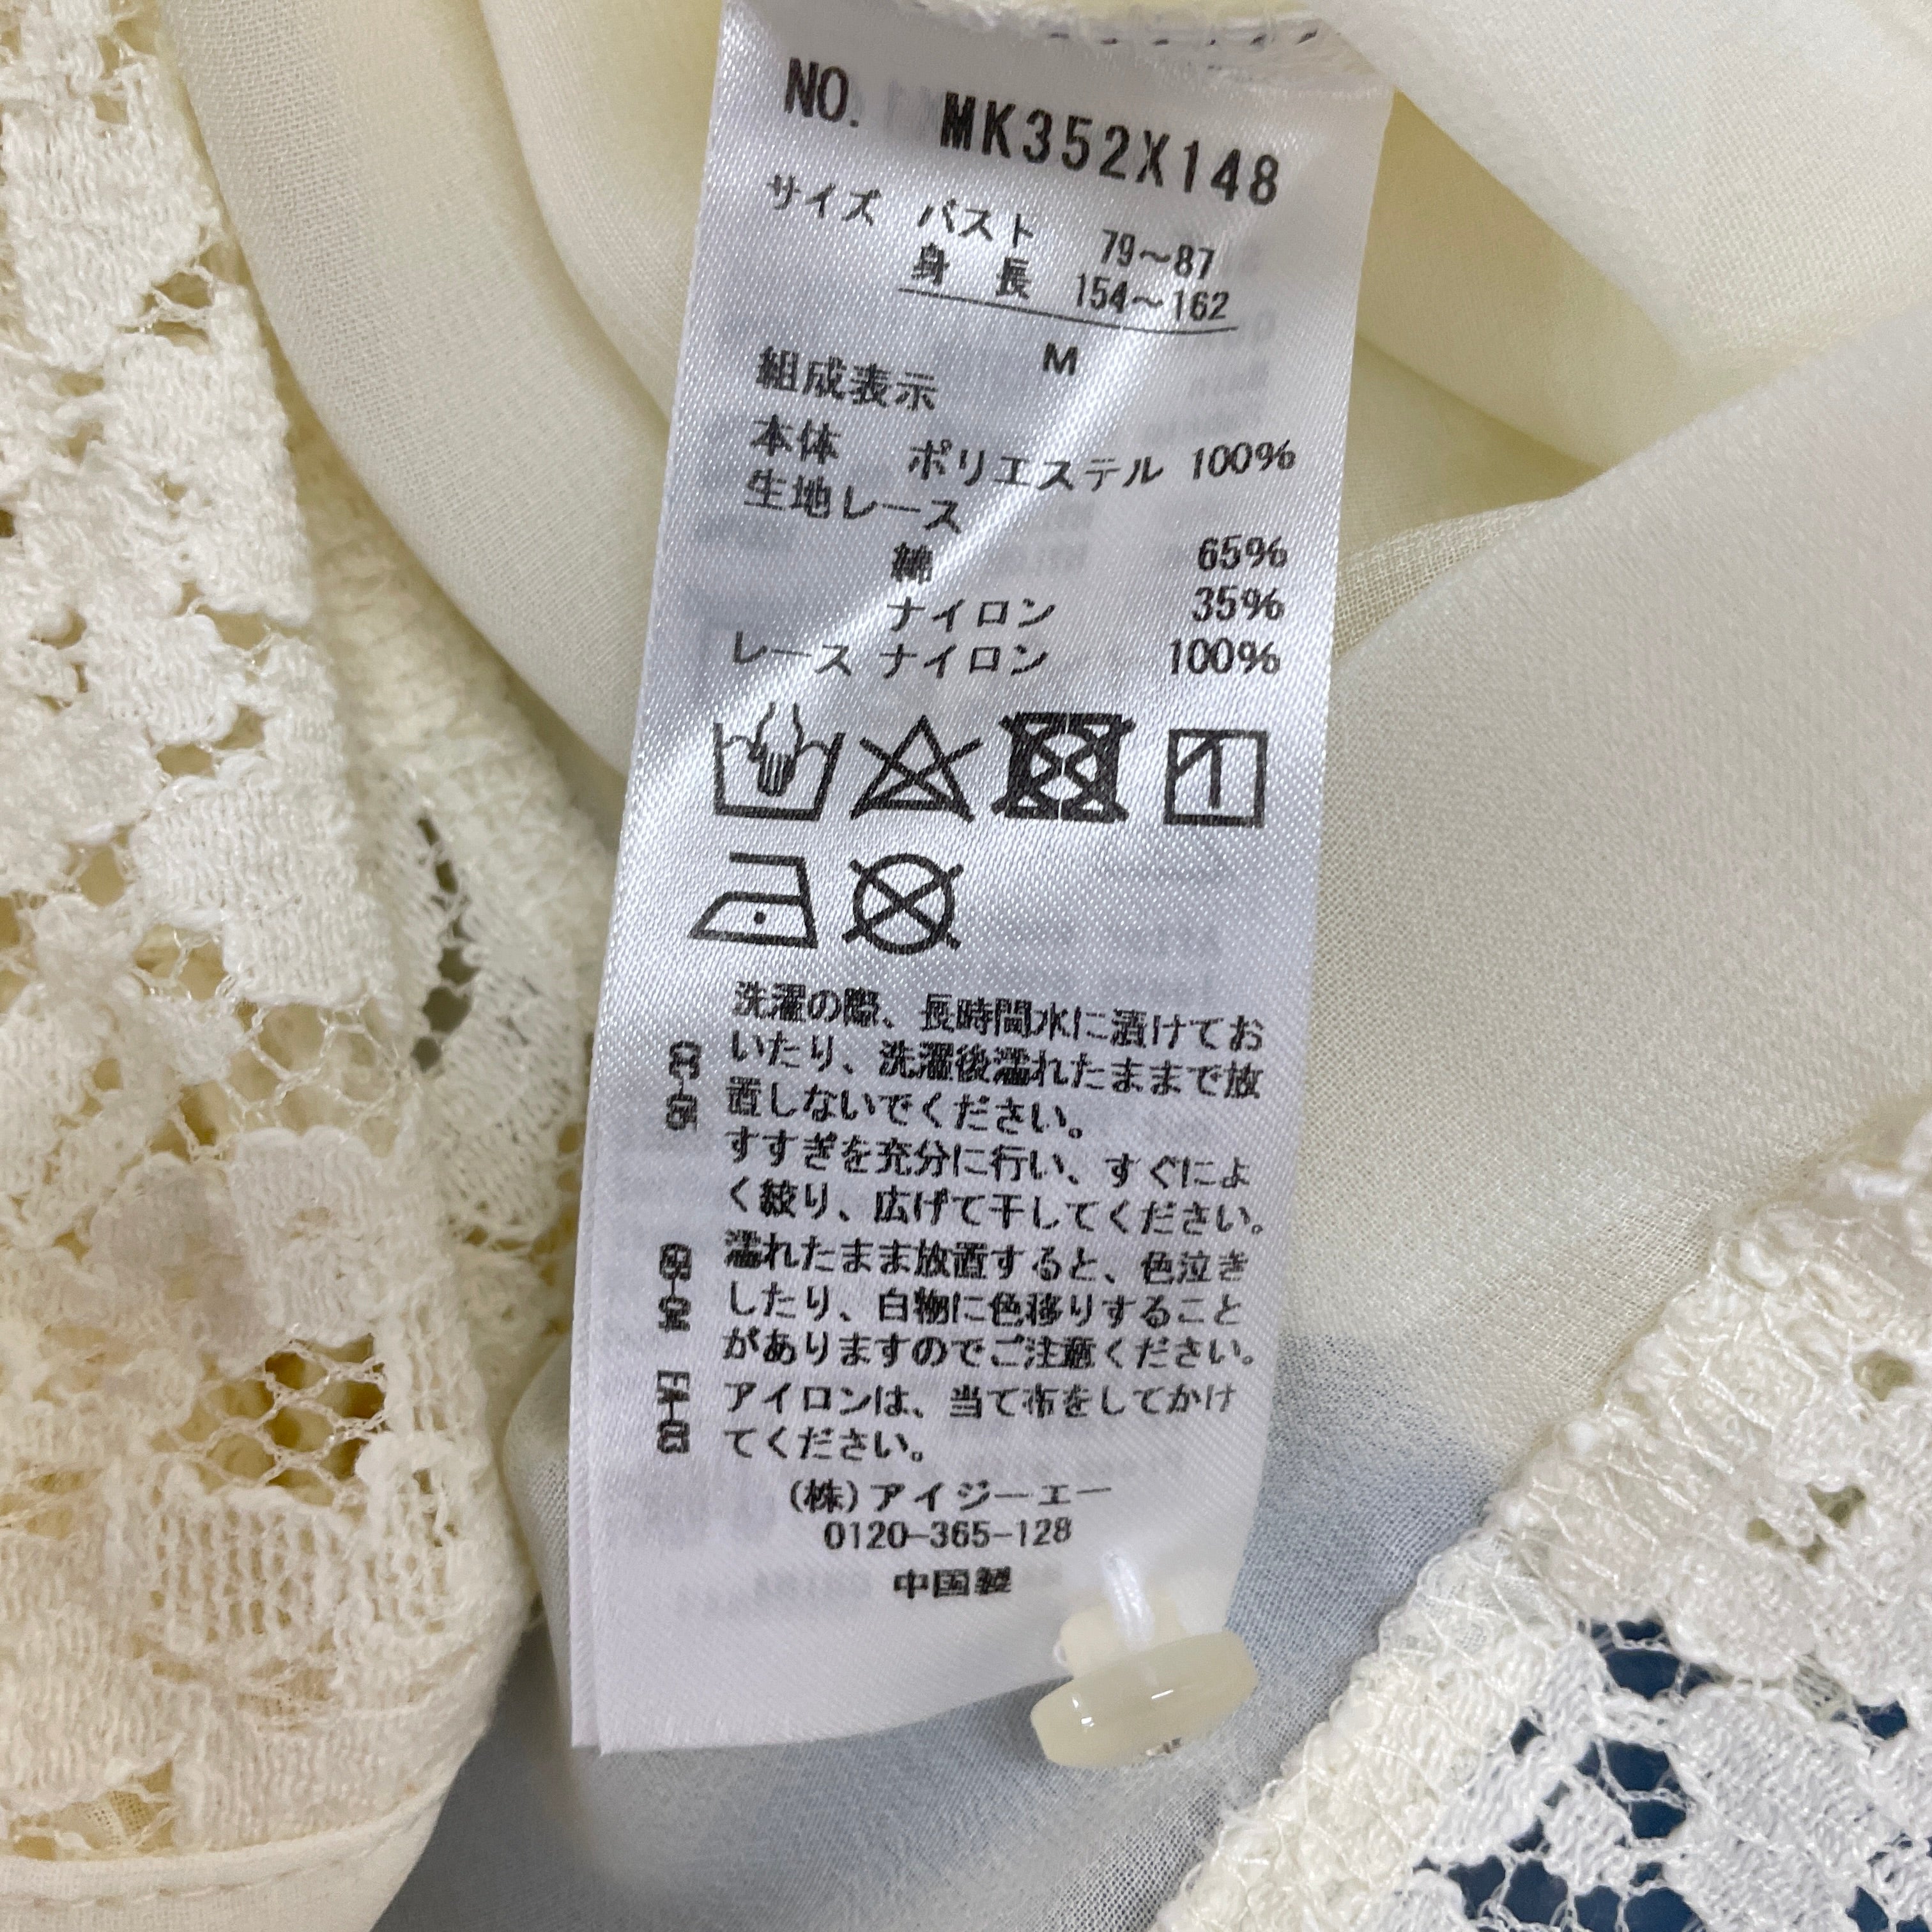 NO. MK352X148
サイズ バスト 79～87
身 長 154～162
M
組成表示
本体 ポリエステル 100%
生地レース
綿 65%
ナイロン 35%
レース ナイロン 100%
洗濯の際、長時間水に漬けてお
いたり、洗濯後濡れたままで放
置しないでください。
すすぎを充分に行い、すぐによ
く絞り、広げて干してください。
濡れたまま放置すると、色泣き
したり、白物に色移りすること
がありますのでご注意ください。
アイロンは、当て布をしてかけ
てください。
(株)アイジーエー
0120-365-128
中国製